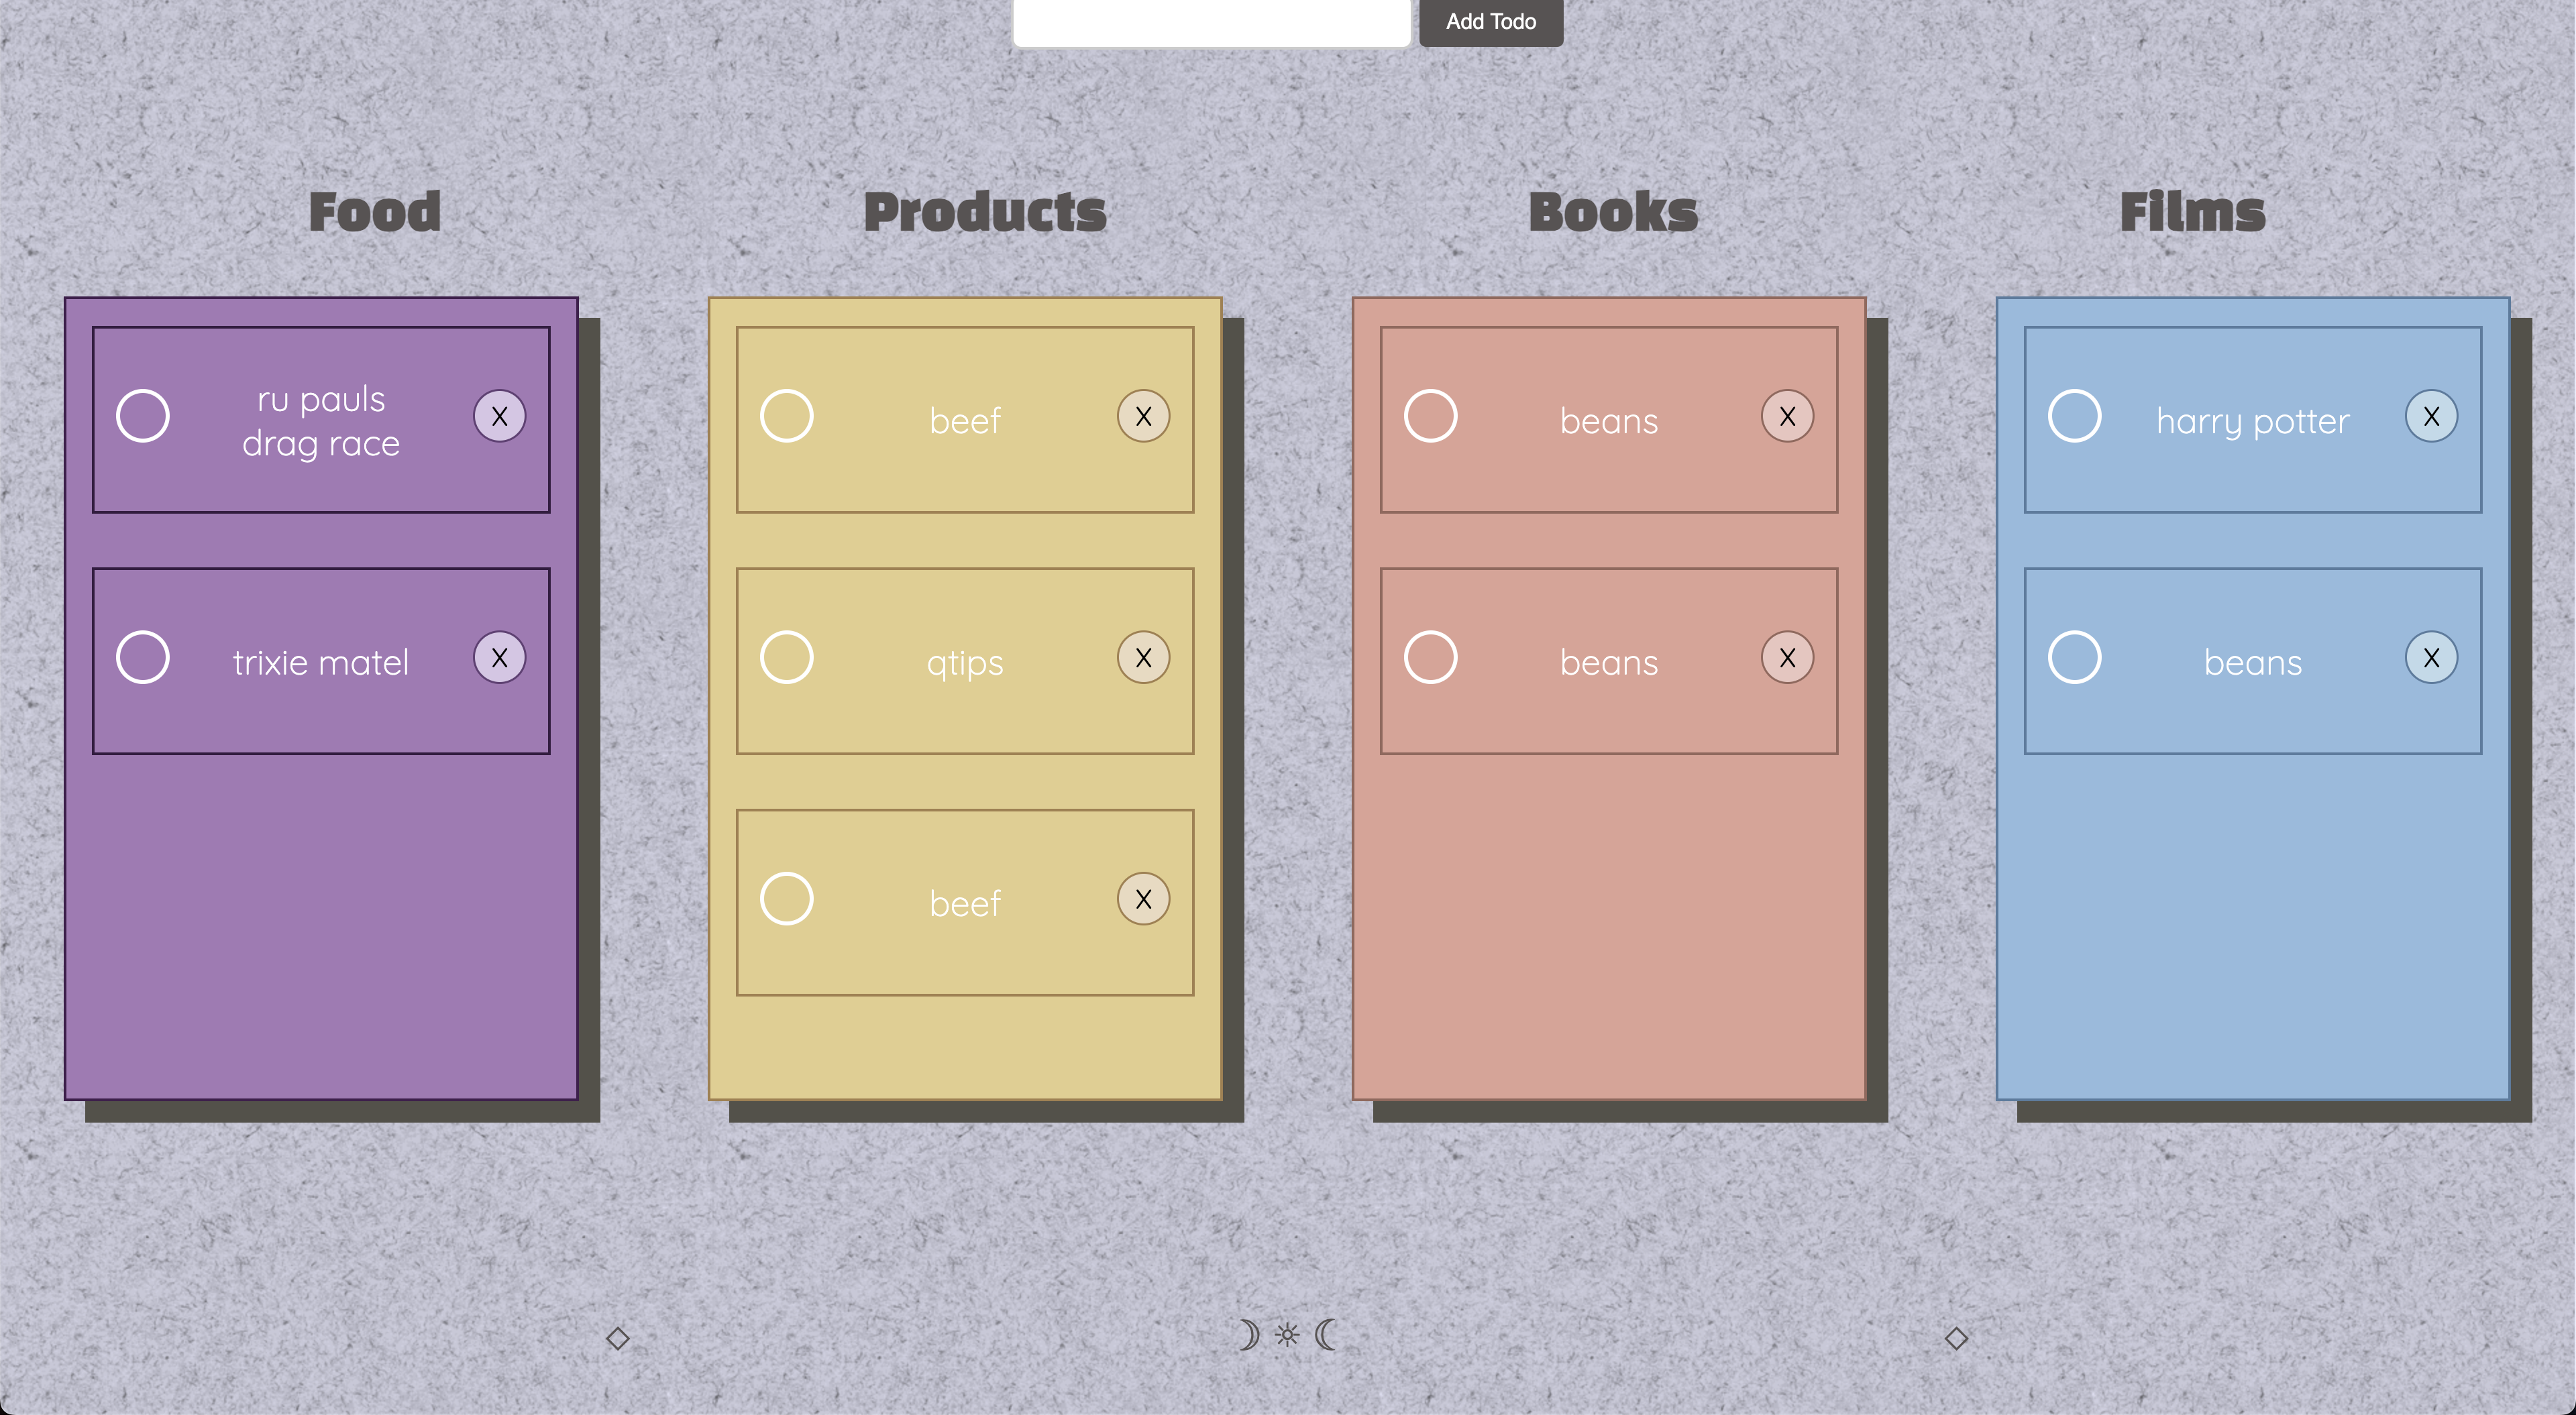 Add Todo
Food
Products
Books
Films
ru pauls
drag race
X
beef
X
beans
X
harry potter
X
trixie matel
X
qtips
X
beans
X
beans
X
beef
X